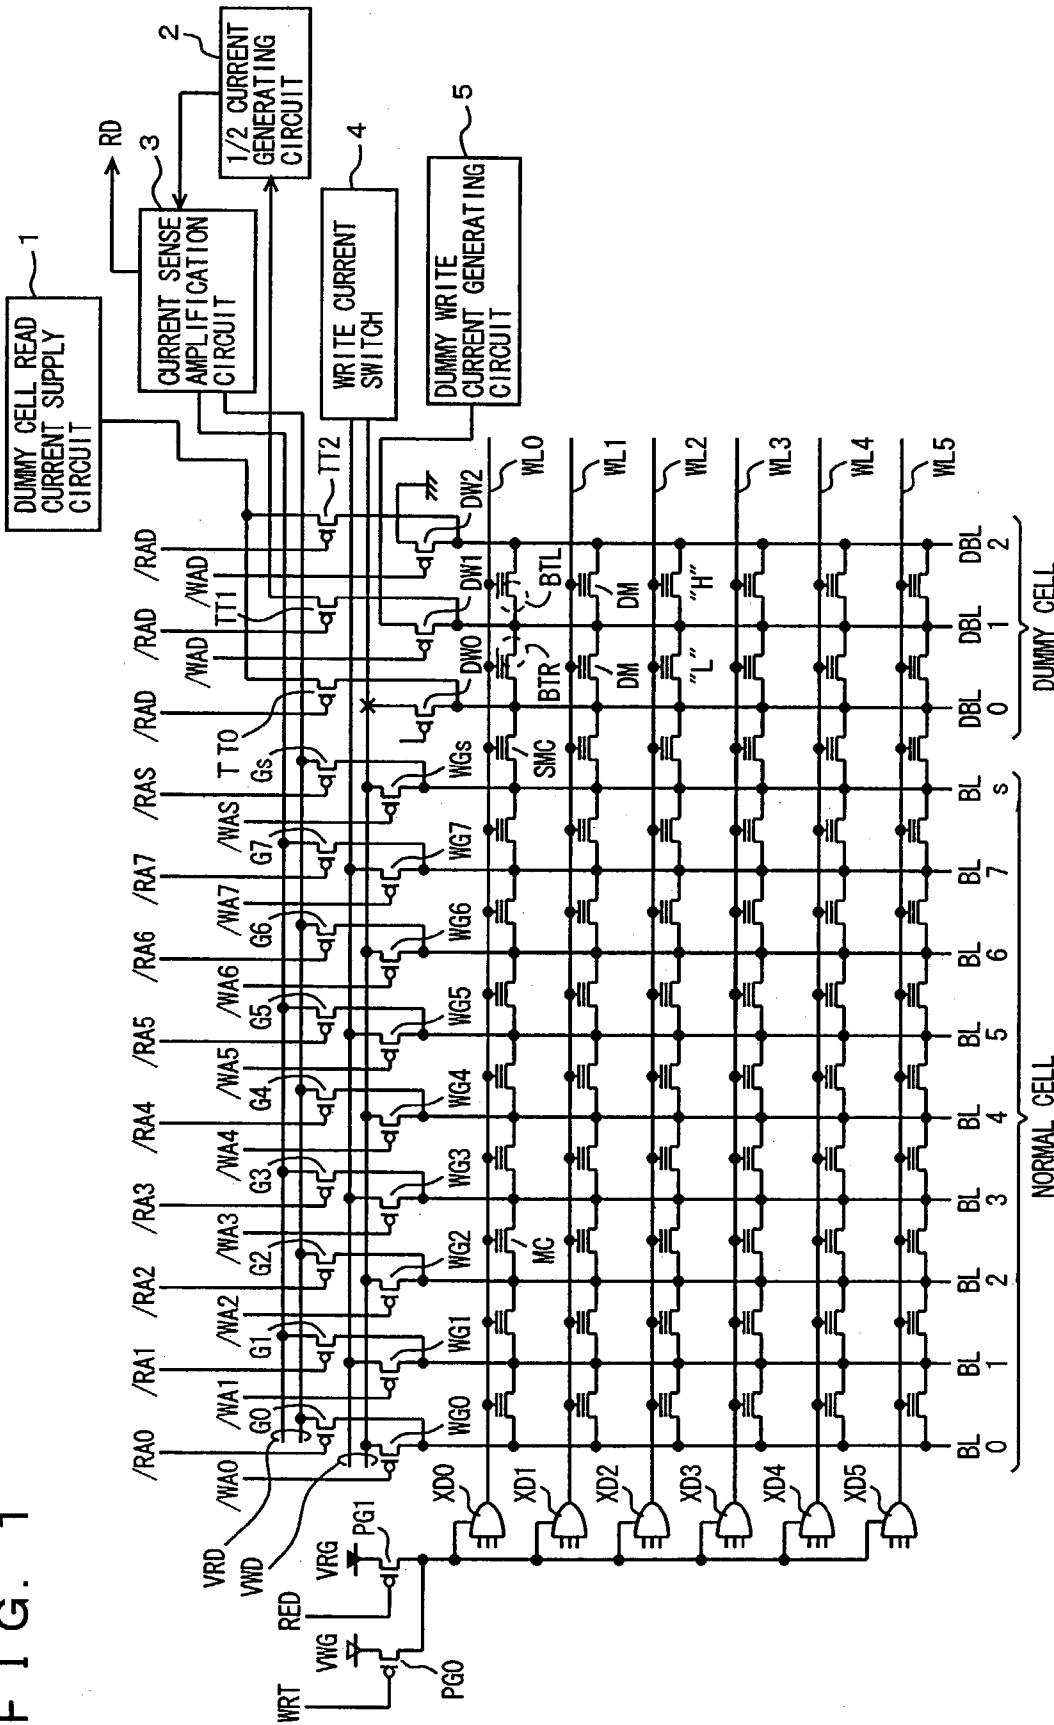 FIG. 1
DUMMY CELL READ
CURRENT SUPPLY
CIRCUIT
1
RD
3
CURRENT SENSE
AMPLIFICATION
CIRCUIT
2
1/2 CURRENT
GENERATING
CIRCUIT
4
WRITE CURRENT
SWITCH
5
DUMMY WRITE
CURRENT GENERATING
CIRCUIT
/RA0
/RA1
/RA2
/RA3
/RA4
/RA5
/RA6
/RA7
/RAS
/RAD
/RAD
/RAD
/WA0
/WA1
/WA2
/WA3
/WA4
/WA5
/WA6
/WA7
/WAS
/WAD
/WAD
G0
G1
G2
G3
G4
G5
G6
G7
Gs
TT0
TT1
TT2
VRD
VWD
WG0
WG1
WG2
WG3
WG4
WG5
WG6
WG7
WGs
DW0
DW1
DW2
WRT
VWG
PG0
RED
VRG
PG1
XD0
XD1
XD2
XD3
XD4
XD5
MC
SMC
BTR
BTL
DM
DM
"L"
"H"
WL0
WL1
WL2
WL3
WL4
WL5
BL
0
BL
1
BL
2
BL
3
BL
4
BL
5
BL
6
BL
7
BL
s
DBL
0
DBL
1
DBL
2
NORMAL CELL
DUMMY CELL